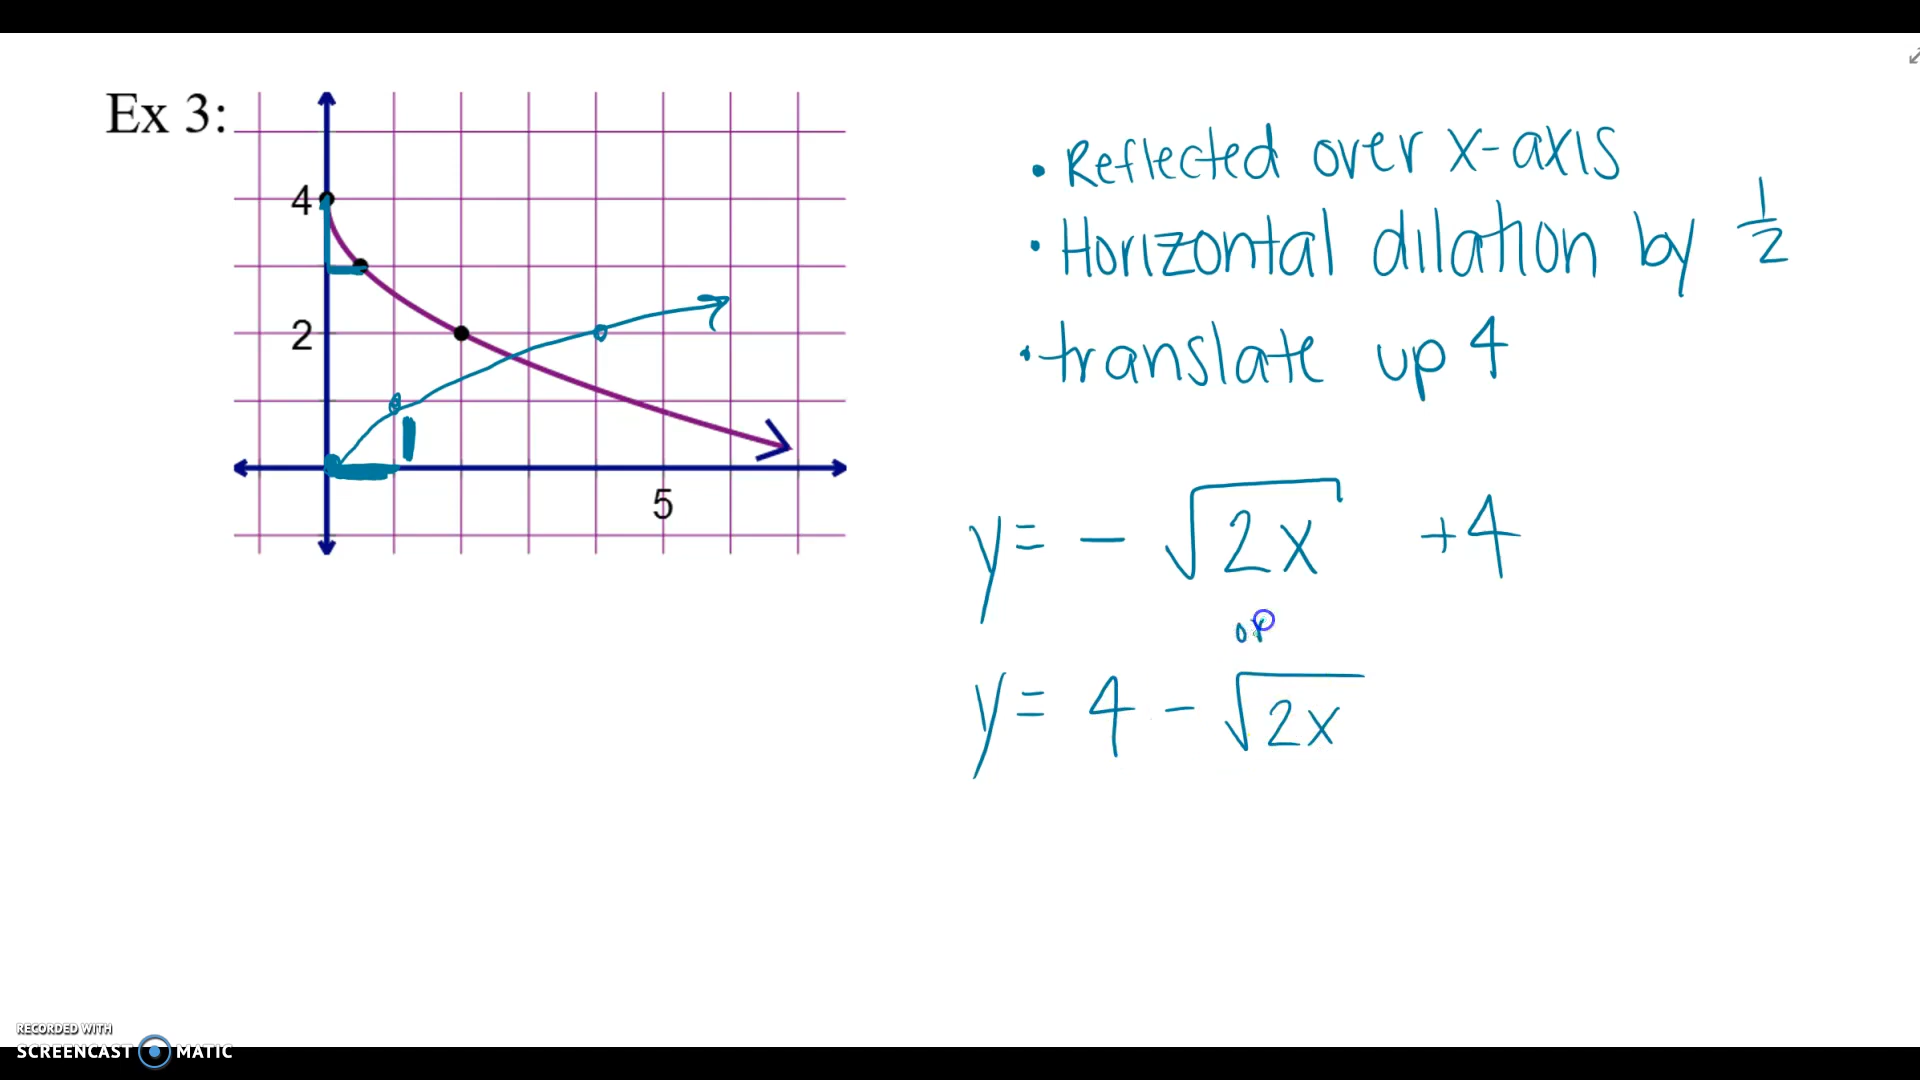 Ex 3:
4
2
5
• Reflected over x-axis
• Horizontal dilation by 1/2
• translate up 4
y = - √2x +4
or
y = 4 - √2x
RECORDED WITH
SCREENCAST MATIC